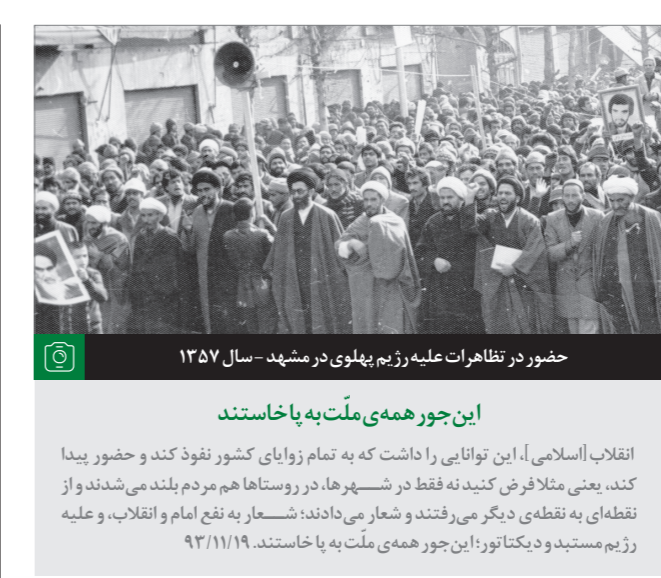 حضور در تظاهرات علیه رژیم پهلوی در مشهد - سال ۱۳۵۷
این‌جور همه‌ی ملّت به پا خاستند
انقلاب [اسلامی]، این توانایی را داشت که به تمام زوایای کشور نفوذ کند و حضور پیدا
کند، یعنی مثلا فرض کنید نه فقط در شـــهرها، در روستاها هم مردم بلند می‌شدند و از
نقطه‌ای به نقطه‌ی دیگر می‌رفتند و شعار می‌دادند؛ شـــعار به نفع امام و انقلاب، و علیه
رژیم مستبد و دیکتاتور؛ این‌جور همه‌ی ملّت به پا خاستند. ۹۳/۱۱/۱۹